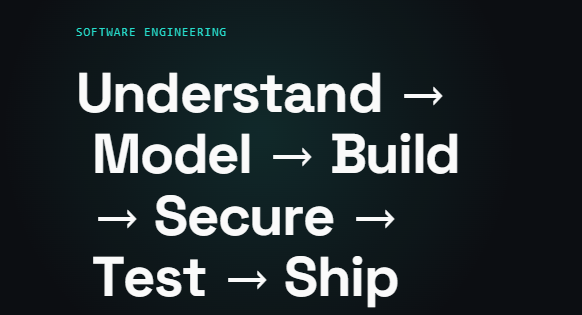 SOFTWARE ENGINEERING
Understand →
Model → Build
→ Secure →
Test → Ship